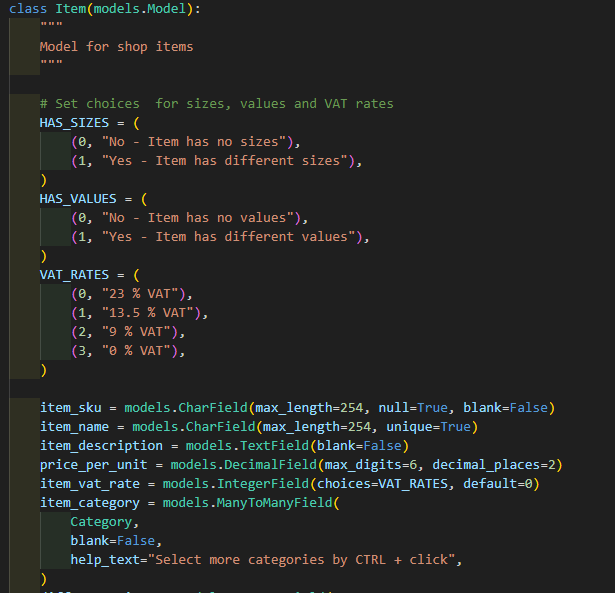 class Item(models.Model):
"""
Model for shop items
"""
# Set choices  for sizes, values and VAT rates
HAS_SIZES = (
(0, "No - Item has no sizes"),
(1, "Yes - Item has different sizes"),
)
HAS_VALUES = (
(0, "No - Item has no values"),
(1, "Yes - Item has different values"),
)
VAT_RATES = (
(0, "23 % VAT"),
(1, "13.5 % VAT"),
(2, "9 % VAT"),
(3, "0 % VAT"),
)
item_sku = models.CharField(max_length=254, null=True, blank=False)
item_name = models.CharField(max_length=254, unique=True)
item_description = models.TextField(blank=False)
price_per_unit = models.DecimalField(max_digits=6, decimal_places=2)
item_vat_rate = models.IntegerField(choices=VAT_RATES, default=0)
item_category = models.ManyToManyField(
Category,
blank=False,
help_text="Select more categories by CTRL + click",
)